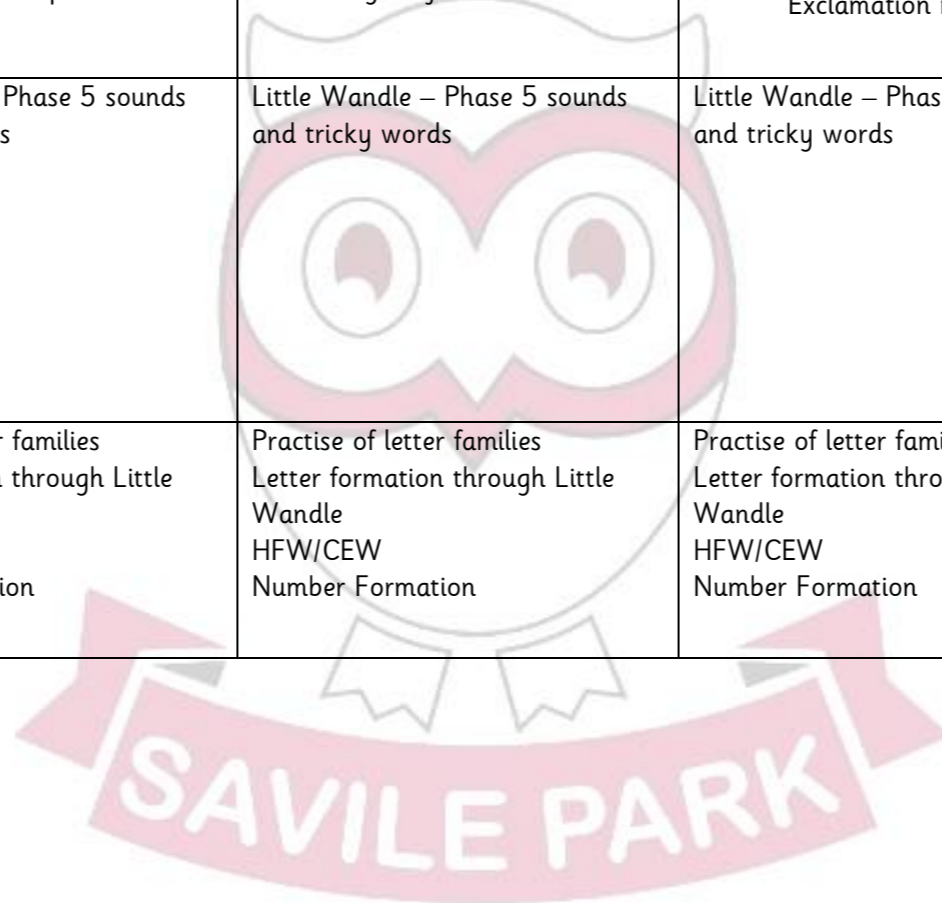 Exclamation
Phase 5 sounds
s
Little Wandle – Phase 5 sounds
and tricky words
Little Wandle – Phas
and tricky words
r families
through Little
ion
Practise of letter families
Letter formation through Little
Wandle
HFW/CEW
Number Formation
Practise of letter fami
Letter formation thro
Wandle
HFW/CEW
Number Formation
SAVILE PARK